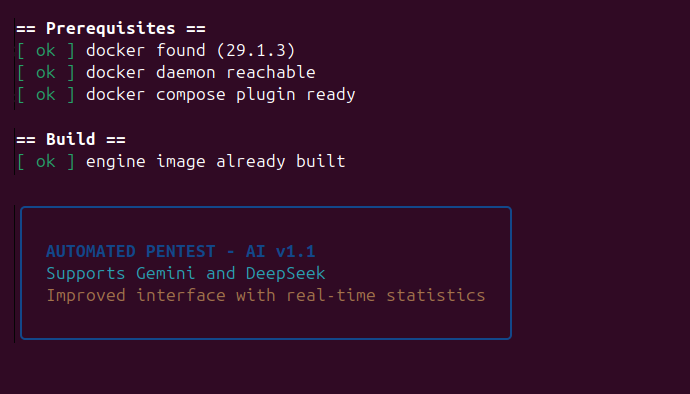 == Prerequisites ==
[ ok ] docker found (29.1.3)
[ ok ] docker daemon reachable
[ ok ] docker compose plugin ready
== Build ==
[ ok ] engine image already built
AUTOMATED PENTEST - AI v1.1
Supports Gemini and DeepSeek
Improved interface with real-time statistics